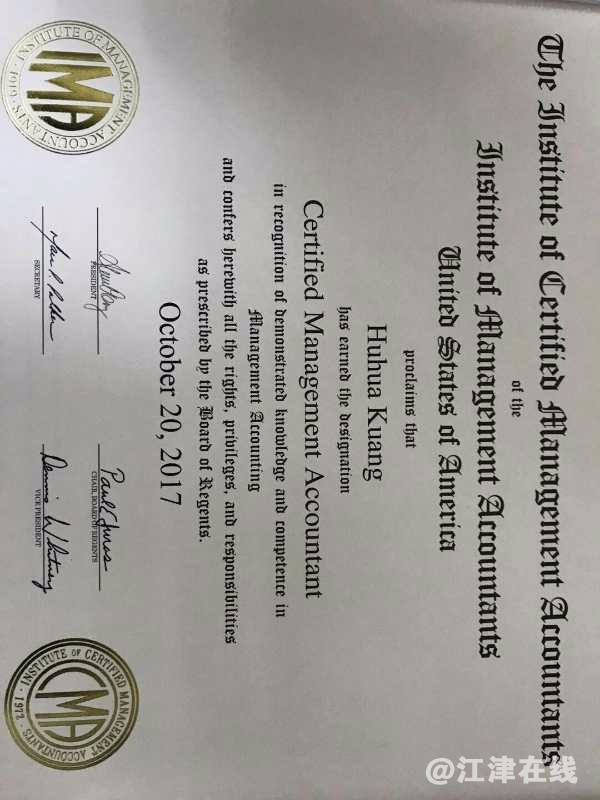 The Institute of Certified Management Accountants
of the
Institute of Management Accountants
United States of America
proclaims that
Huhua Kuang
has earned the designation
Certified Management Accountant
in recognition of demonstrated knowledge and competence in
Management Accounting
and confers herewith all the rights, privileges, and responsibilities
as prescribed by the Board of Regents.
October 20, 2017
PRESIDENT
CHAIR, BOARD OF REGENTS
SECRETARY
Dennis Whitney
VICE PRESIDENT
INSTITUTE OF MANAGEMENT ACCOUNTANTS · 1919 ·
IMA
INSTITUTE OF CERTIFIED MANAGEMENT ACCOUNTANTS · 1972 ·
CMA
@江津在线